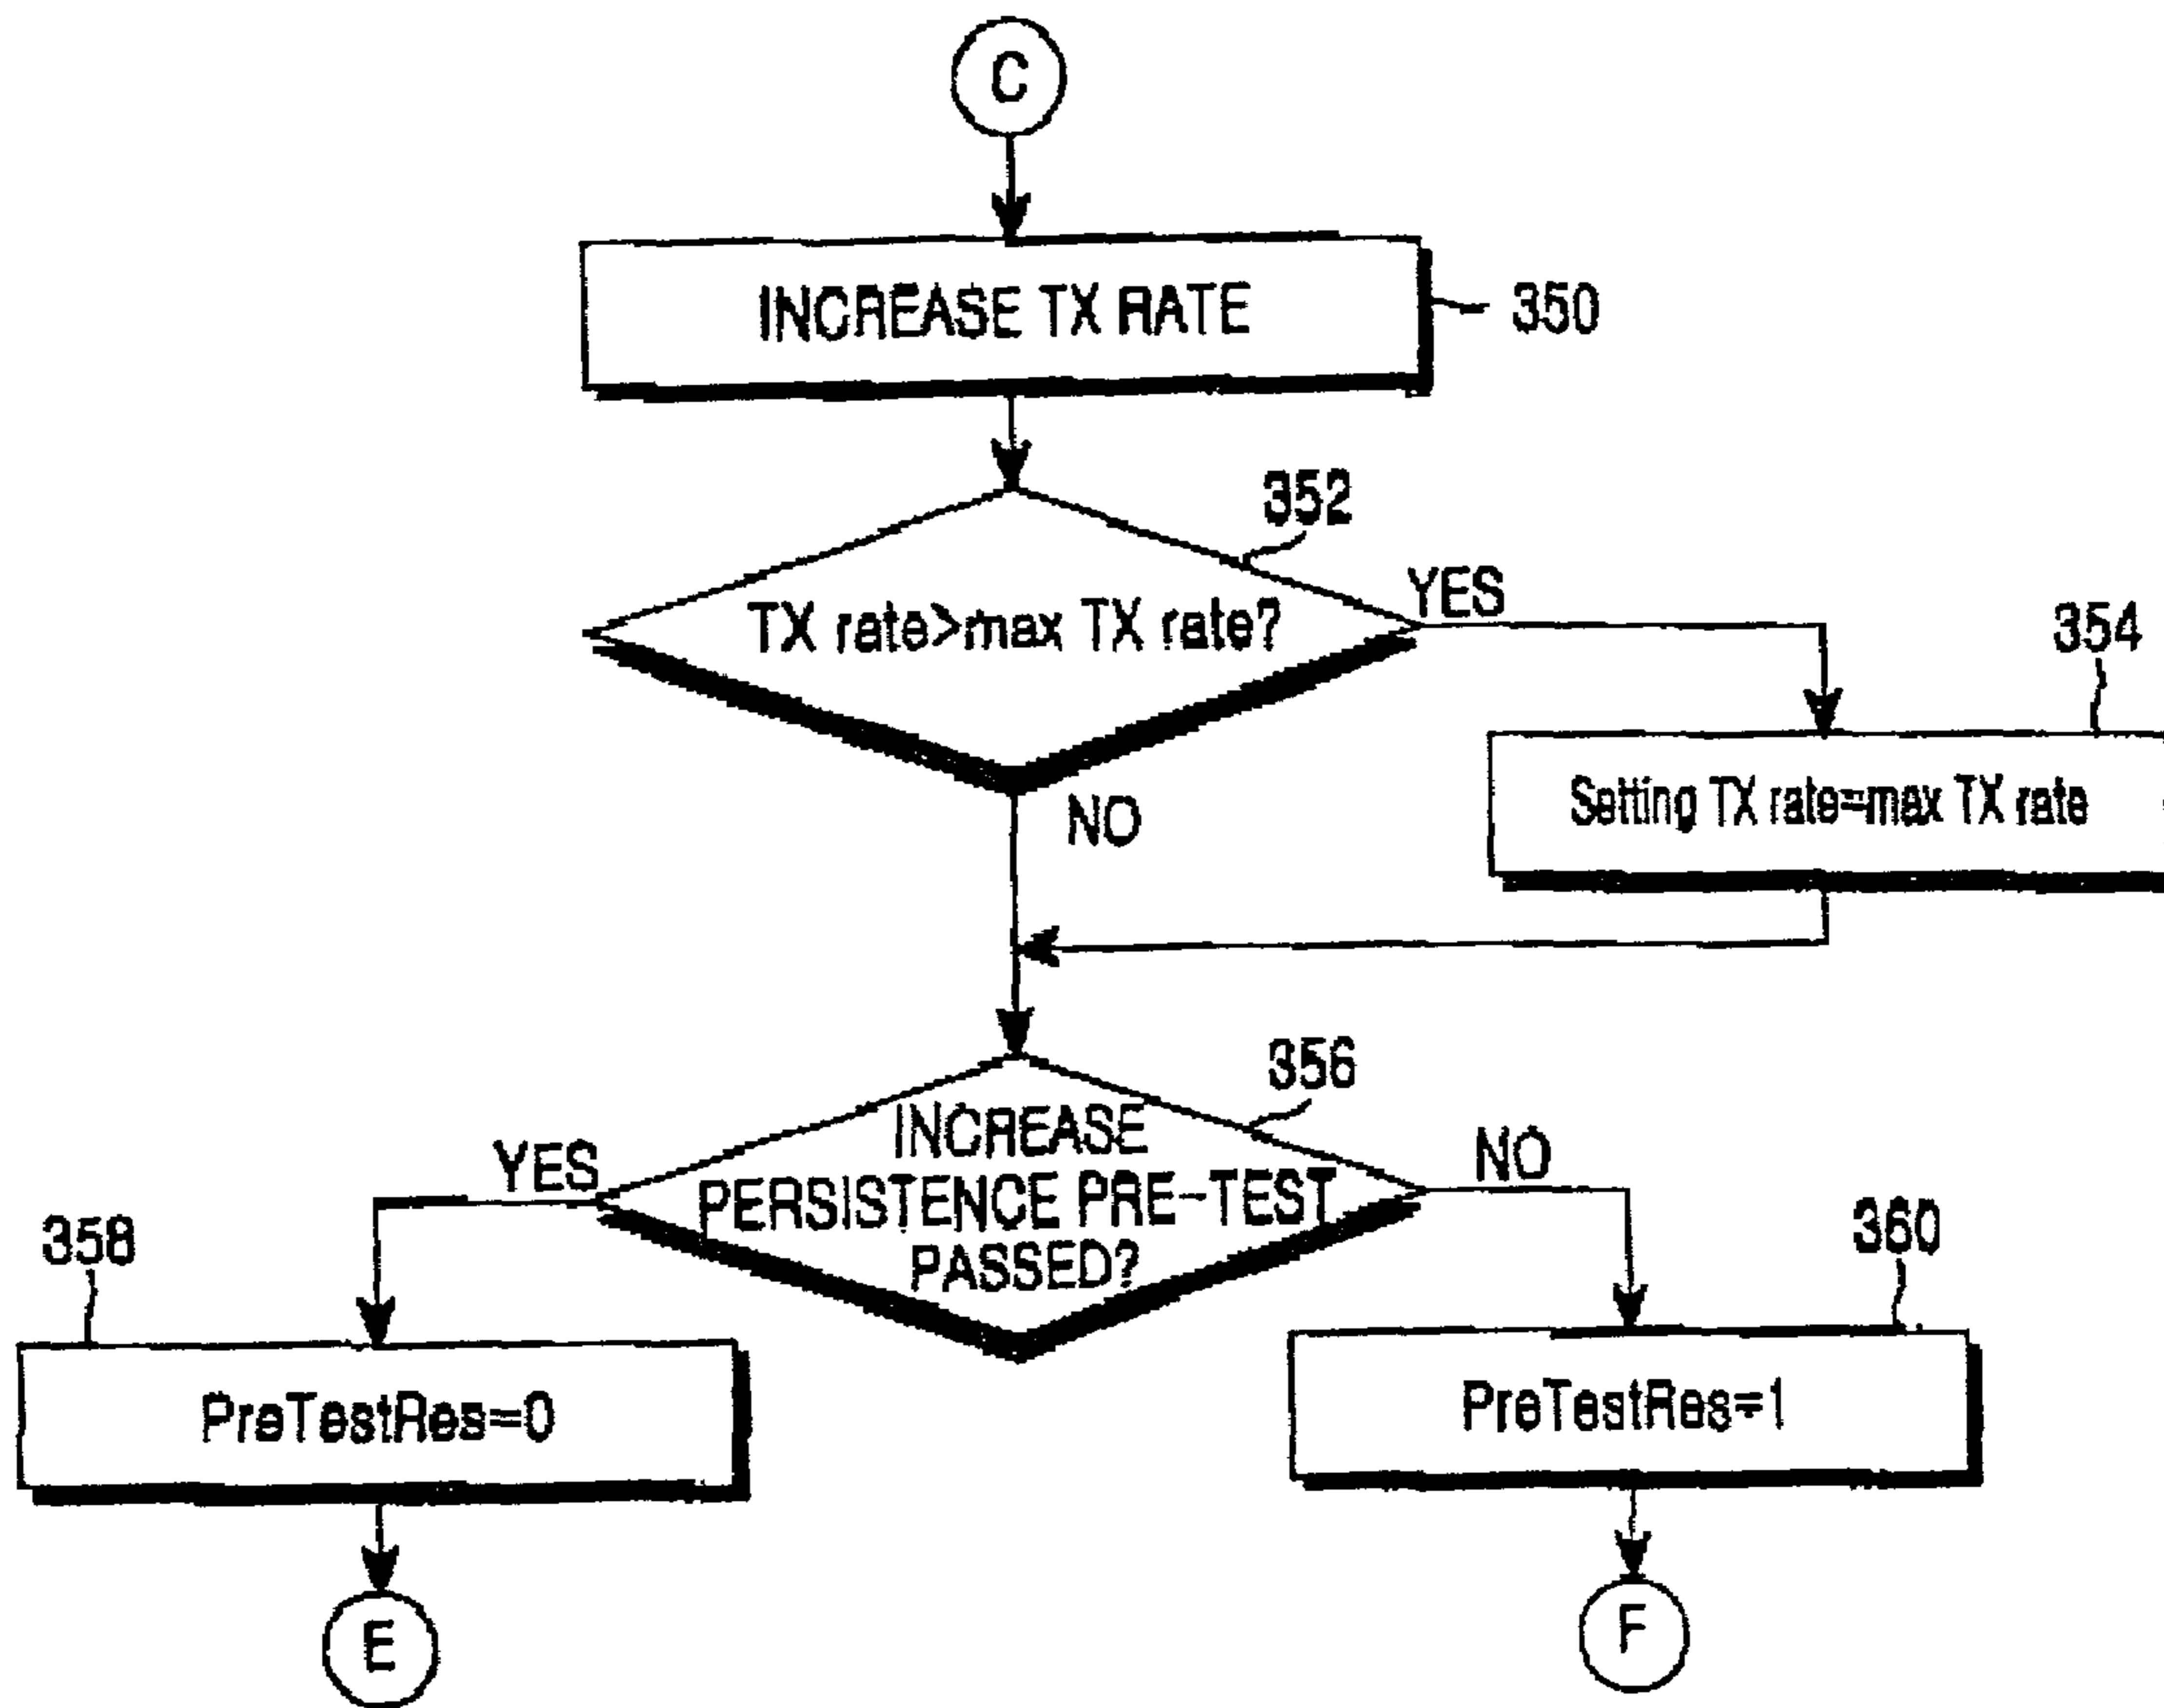 C
INCREASE TX RATE
350
352
TX rate>max TX rate?
YES
354
Setting TX rate=max TX rate
NO
356
INCREASE
PERSISTENCE PRE-TEST
PASSED?
YES
NO
358
360
PreTestRes=0
PreTestRes=1
E
F